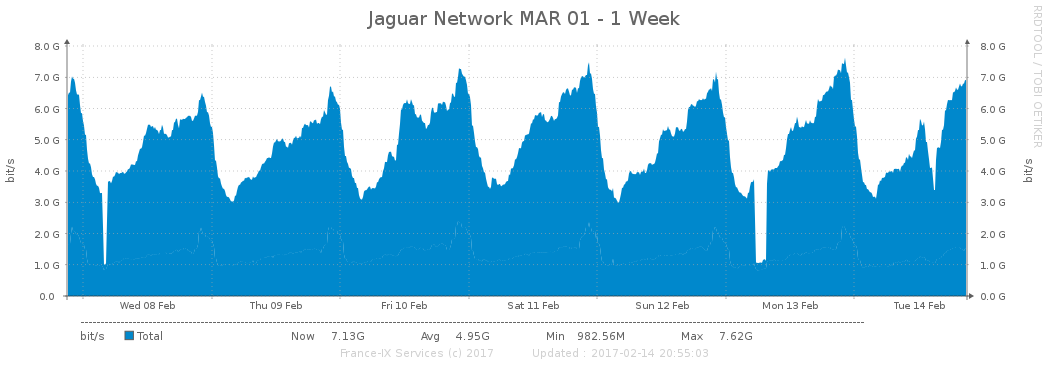 Jaguar Network MAR 01 - 1 Week
RRDTOOL / TOBI OETIKER
8.0 G 8.0 G
7.0 G 7.0 G
6.0 G 6.0 G
5.0 G 5.0 G
4.0 G 4.0 G
3.0 G 3.0 G
2.0 G 2.0 G
1.0 G 1.0 G
0.0 0.0 G
bit/s
bit/s
Wed 08 Feb Thu 09 Feb Fri 10 Feb Sat 11 Feb Sun 12 Feb Mon 13 Feb Tue 14 Feb
bit/s Total Now 7.13G Avg 4.95G Min 982.56M Max 7.62G
France-IX Services (c) 2017 Updated : 2017-02-14 20:55:03